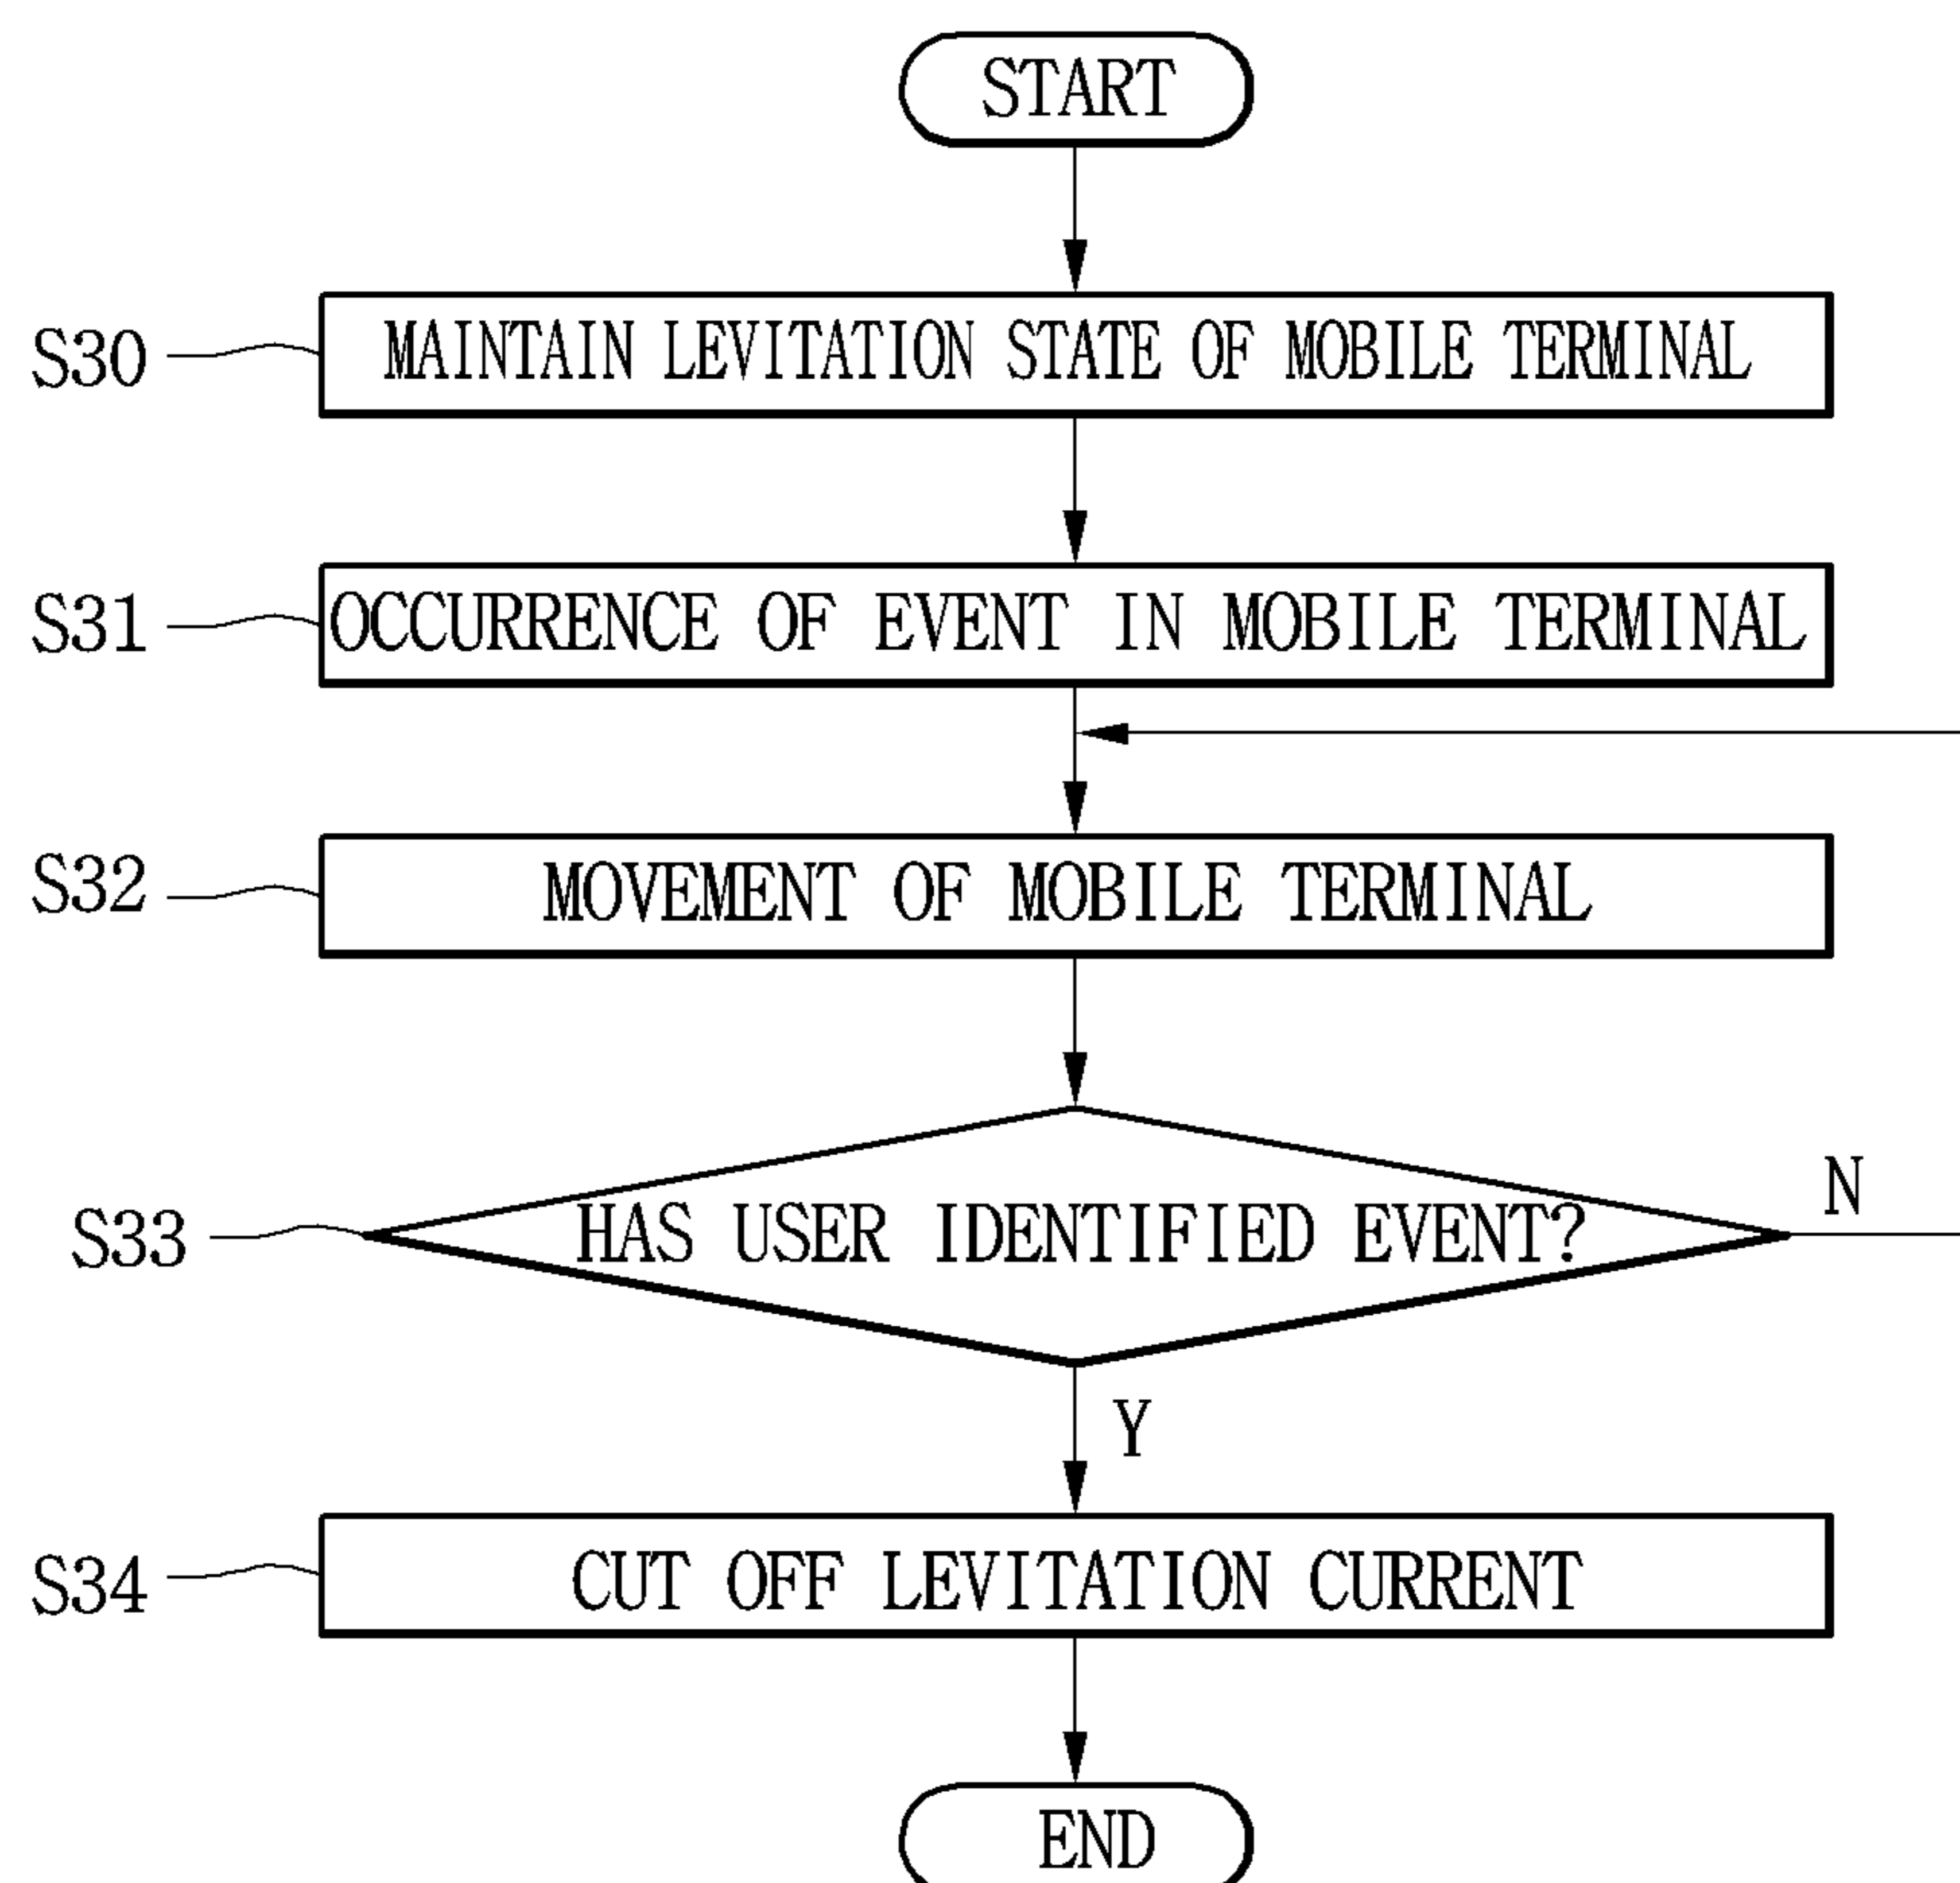 START
S30
MAINTAIN LEVITATION STATE OF MOBILE TERMINAL
S31
OCCURRENCE OF EVENT IN MOBILE TERMINAL
S32
MOVEMENT OF MOBILE TERMINAL
S33
HAS USER IDENTIFIED EVENT?
N
Y
S34
CUT OFF LEVITATION CURRENT
END